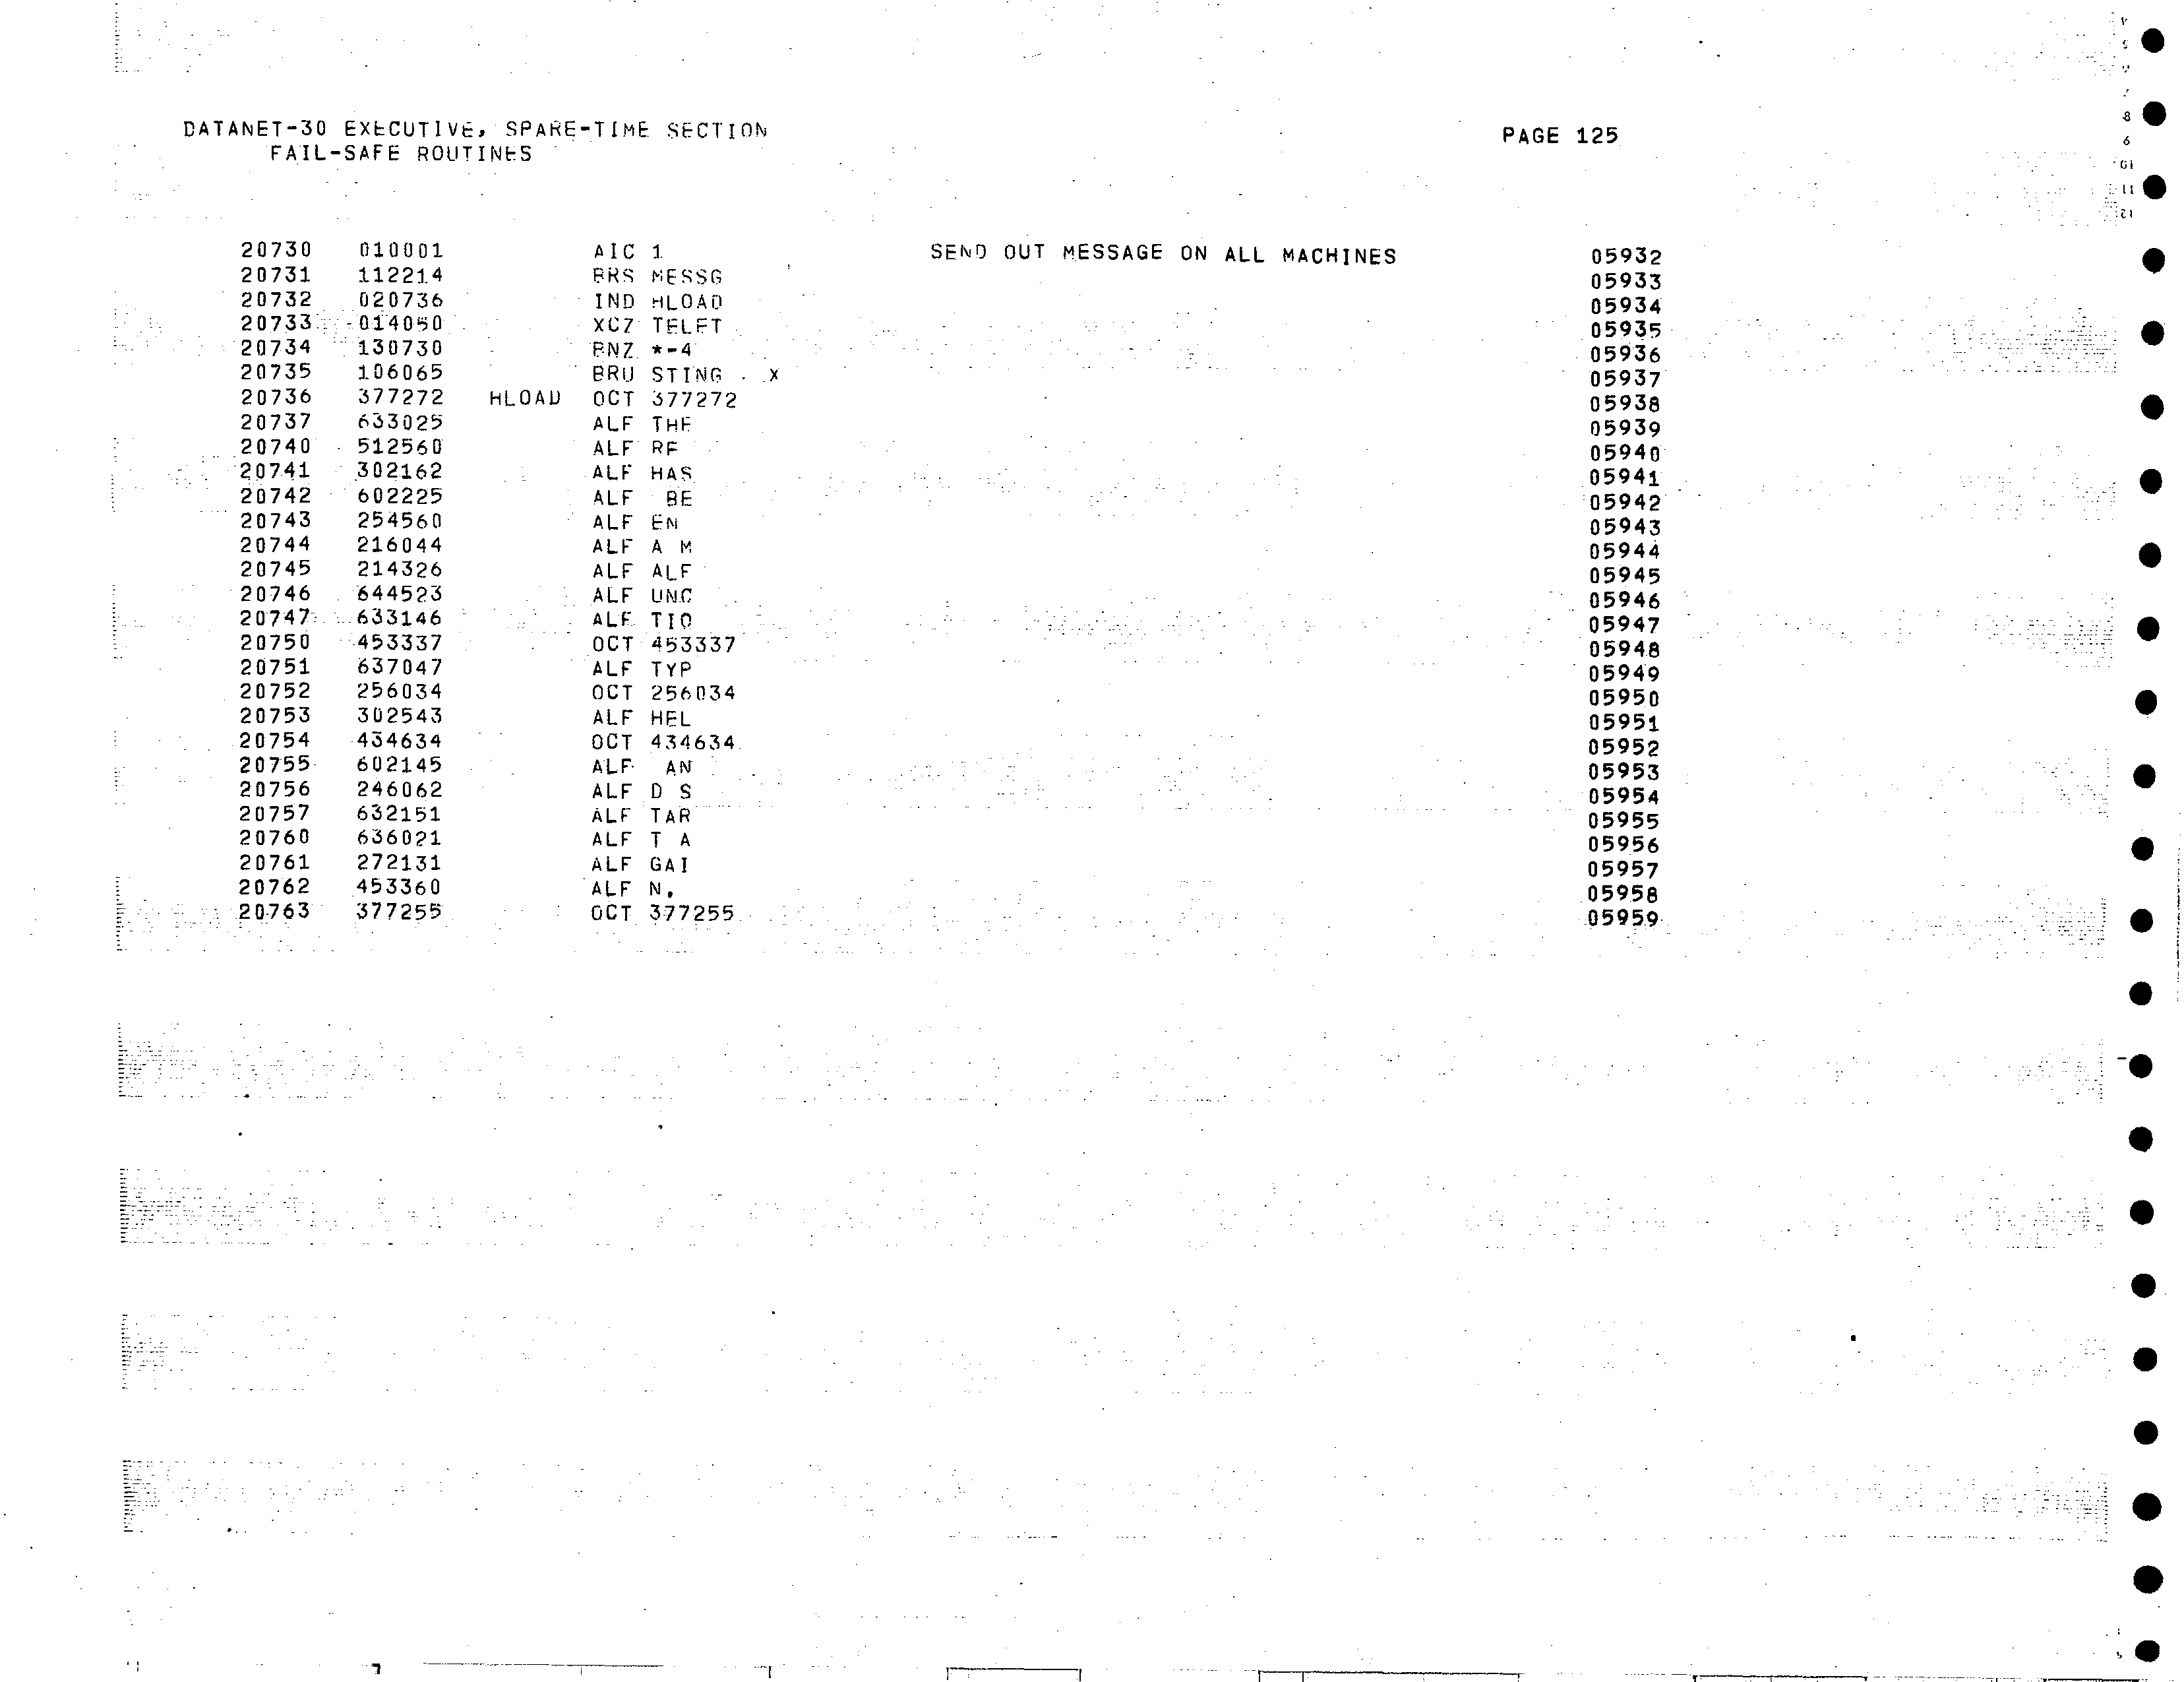 DATANET-30 EXECUTIVE, SPARE-TIME SECTION PAGE 125
FAIL-SAFE ROUTINES
20730 010001 AIC 1 SEND OUT MESSAGE ON ALL MACHINES 05932
20731 112214 BRS MESSG 05933
20732 020736 IND HLOAD 05934
20733 014050 XCZ TELET 05935
20734 130730 BNZ *-4 05936
20735 106065 BRU STING X 05937
20736 377272 HLOAD OCT 377272 05938
20737 633025 ALF THE 05939
20740 512560 ALF RE 05940
20741 302162 ALF HAS 05941
20742 602225 ALF BE 05942
20743 254560 ALF EN 05943
20744 216044 ALF A M 05944
20745 214326 ALF ALF 05945
20746 644523 ALF UNC 05946
20747 633146 ALF TIO 05947
20750 453337 OCT 453337 05948
20751 637047 ALF TYP 05949
20752 256034 OCT 256034 05950
20753 302543 ALF HEL 05951
20754 434634 OCT 434634 05952
20755 602145 ALF AN 05953
20756 246062 ALF D S 05954
20757 632151 ALF TAR 05955
20760 636021 ALF T A 05956
20761 272131 ALF GAI 05957
20762 453360 ALF N. 05958
20763 377255 OCT 377255 05959